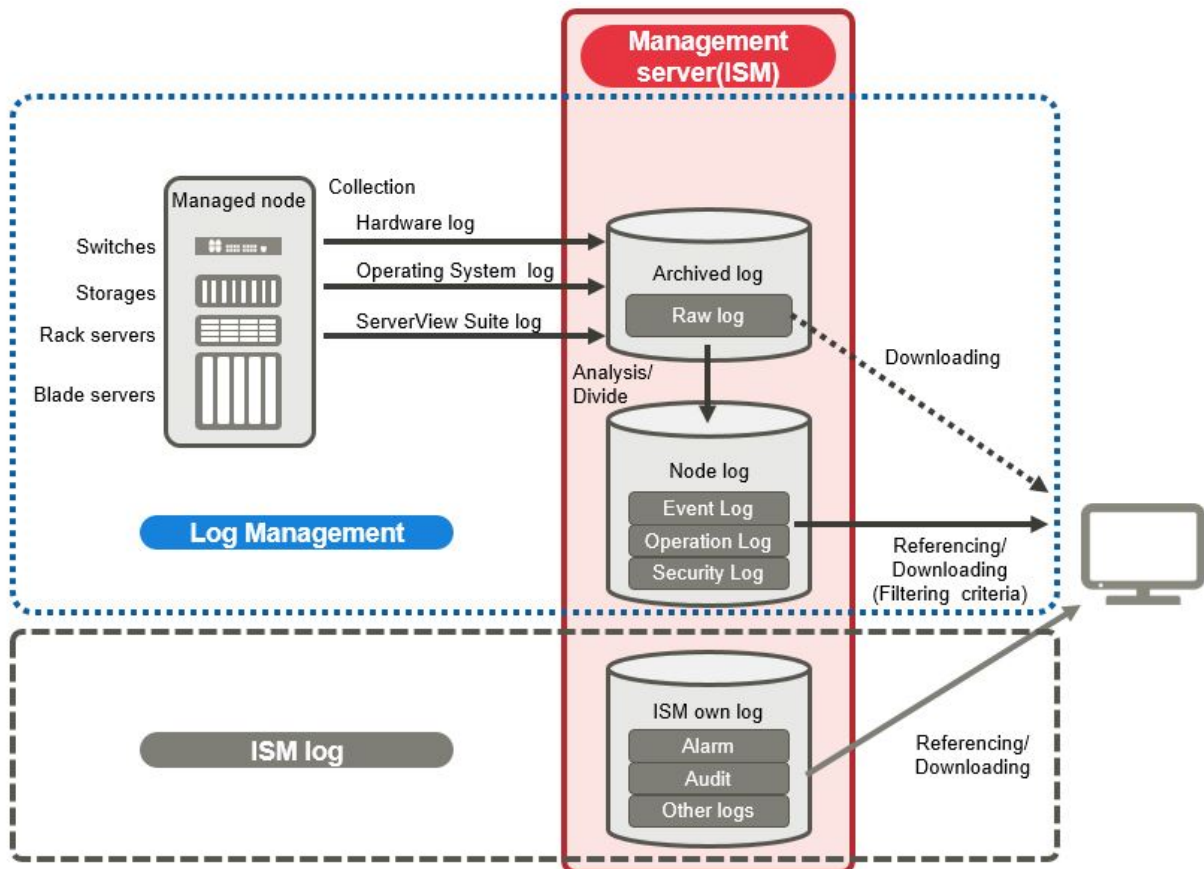 Management
server(ISM)
Managed node
Switches
Storages
Rack servers
Blade servers
Collection
Hardware log
Operating System log
ServerView Suite log
Archived log
Raw log
Downloading
Analysis/
Divide
Node log
Event Log
Operation Log
Security Log
Log Management
Referencing/
Downloading
(Filtering criteria)
ISM own log
Alarm
Audit
Other logs
ISM log
Referencing/
Downloading